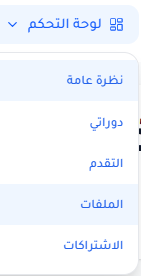 لوحة التحكم
نظرة عامة
دوراتي
التقدم
الملفات
الاشتراكات